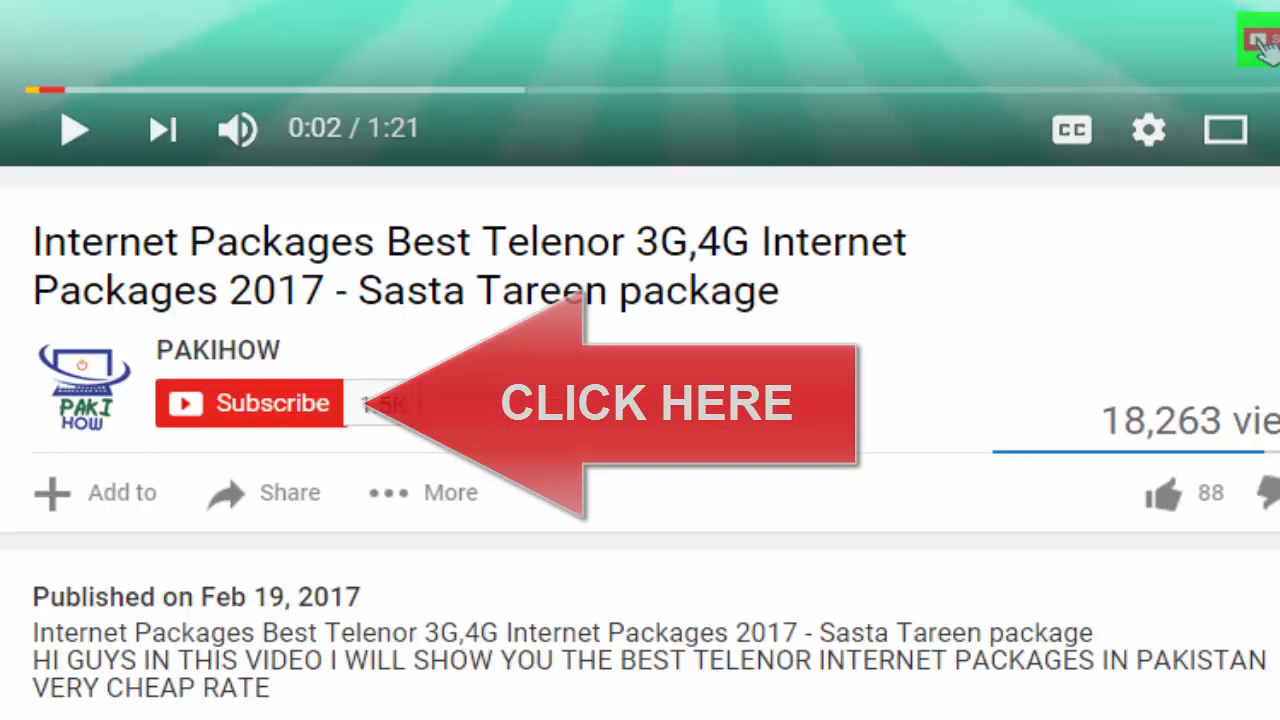 0:02 / 1:21
CC
Internet Packages Best Telenor 3G,4G Internet
Packages 2017 - Sasta Tareen package
PAKIHOW
PAKI
HOW
Subscribe
1.5K
CLICK HERE
18,263 vie
Add to
Share
More
88
Published on Feb 19, 2017
Internet Packages Best Telenor 3G,4G Internet Packages 2017 - Sasta Tareen package
HI GUYS IN THIS VIDEO I WILL SHOW YOU THE BEST TELENOR INTERNET PACKAGES IN PAKISTAN
VERY CHEAP RATE